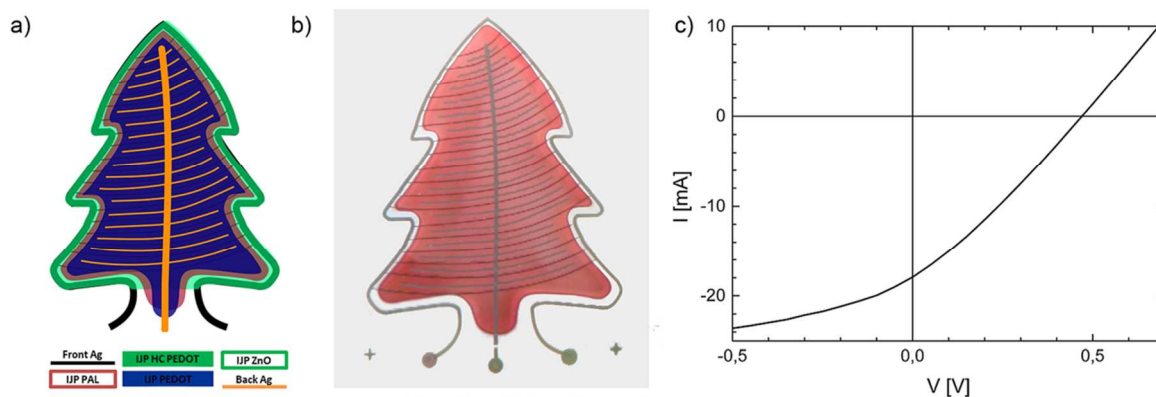 a)
b)
c)
Front Ag
IJP HC PEDOT
IJP ZnO
IJP PAL
IJP PEDOT
Back Ag
10
0
-10
-20
I [mA]
-0,5
0,0
0,5
V [V]